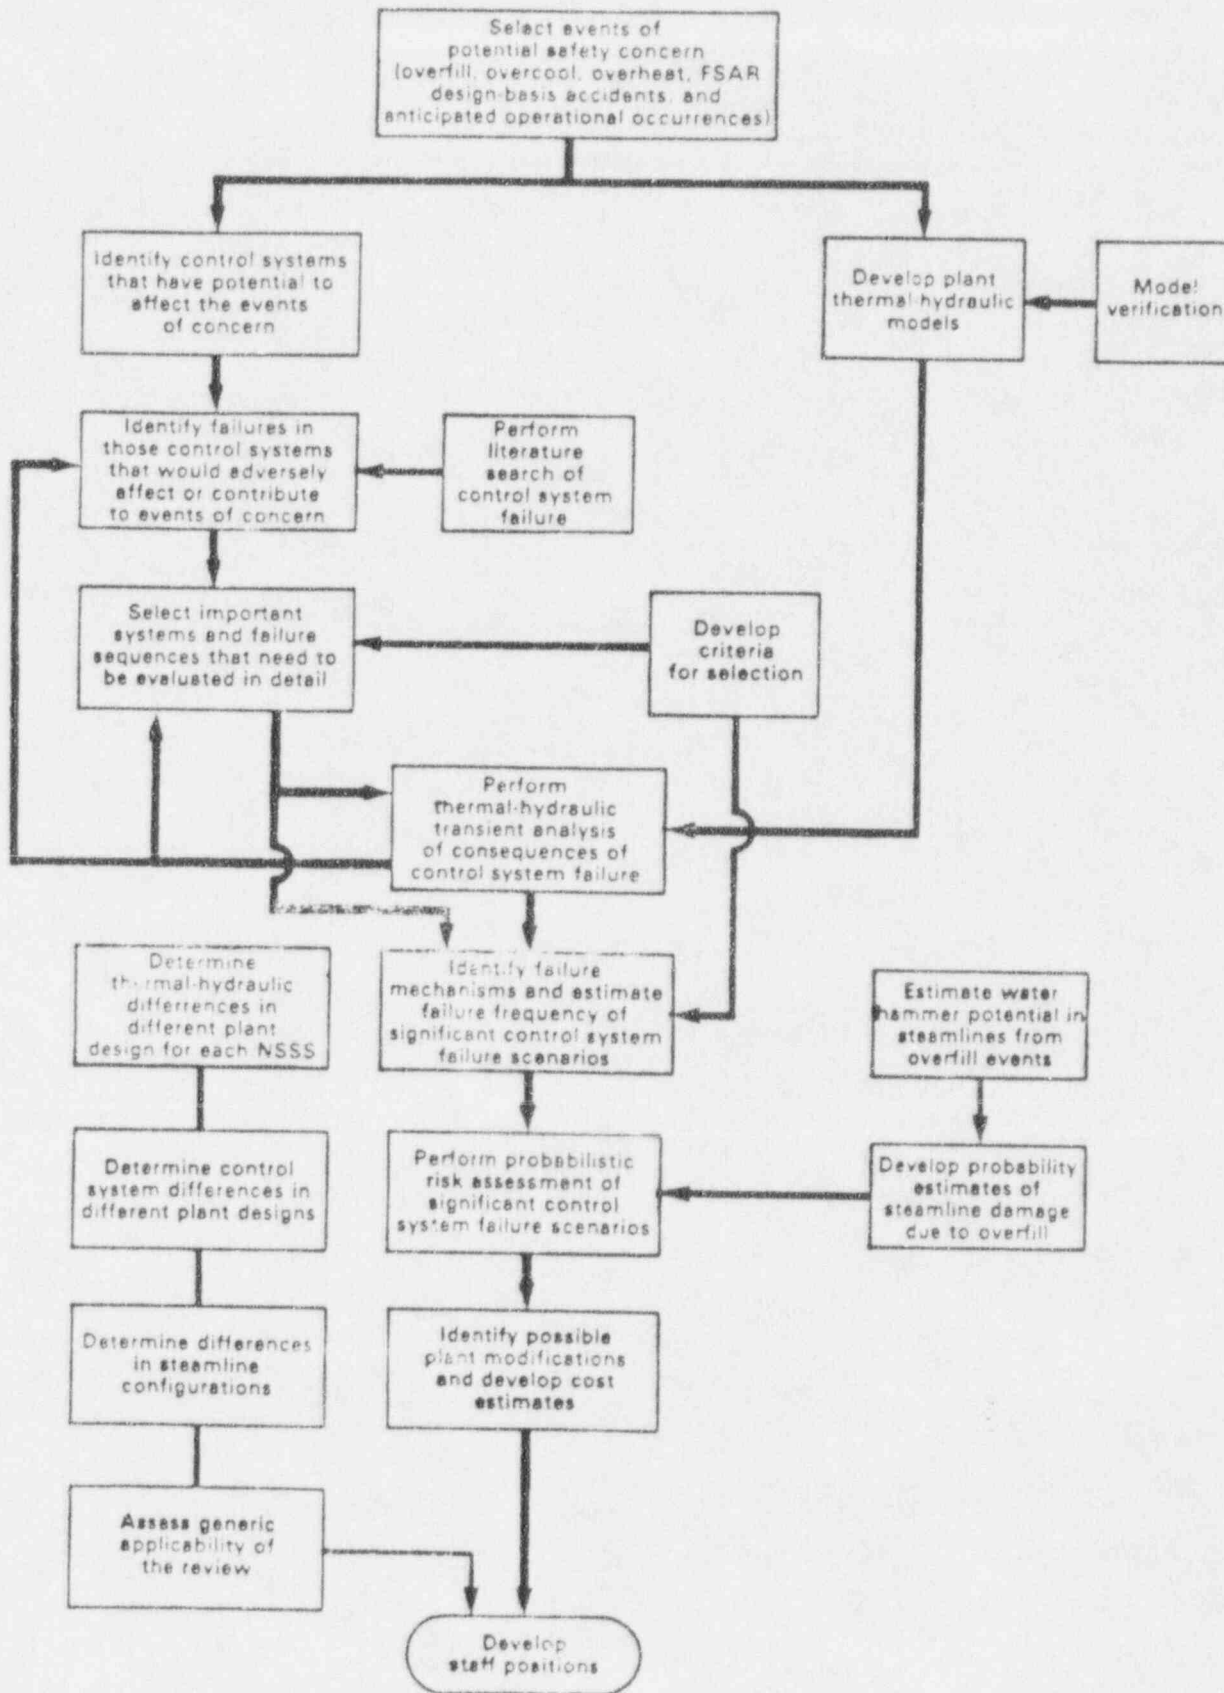 Select events of
potential safety concern
(overfill, overcool, overheat, FSAR
design-basis accidents, and
anticipated operational occurrences)
Identify control systems
that have potential to
affect the events
of concern
Develop plant
thermal-hydraulic
models
Model
verification
Identify failures in
those control systems
that would adversely
affect or contribute
to events of concern
Perform
literature
search of
control system
failure
Select important
systems and failure
sequences that need to
be evaluated in detail
Develop
criteria
for selection
Perform
thermal-hydraulic
transient analysis
of consequences of
control system failure
Determine
thermal-hydraulic
differrences in
different plant
design for each NSSS
Identify failure
mechanisms and estimate
failure frequency of
significant control system
failure scenarios
Estimate water
hammer potential in
steamlines from
overfill events
Determine control
system differences in
different plant designs
Perform probabilistic
risk assessment of
significant control
system failure scenarios
Develop probability
estimates of
steamline damage
due to overfill
Determine differences
in steamline
configurations
Identify possible
plant modifications
and develop cost
estimates
Assess generic
applicability of
the review
Develop
staff positions